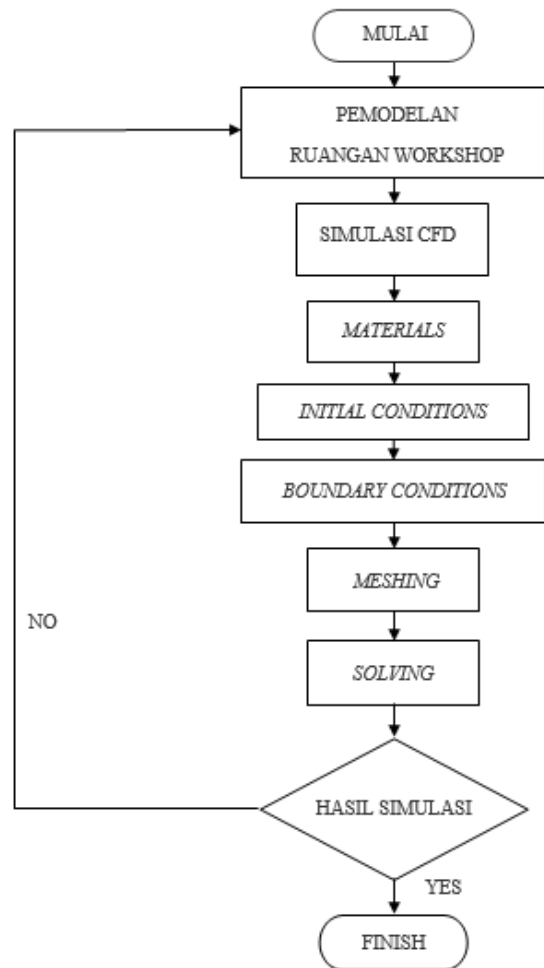 MULAI
PEMODELAN
RUANGAN WORKSHOP
SIMULASI CFD
MATERIALS
INITIAL CONDITIONS
BOUNDARY CONDITIONS
MESHING
NO
SOLVING
HASIL SIMULASI
YES
FINISH